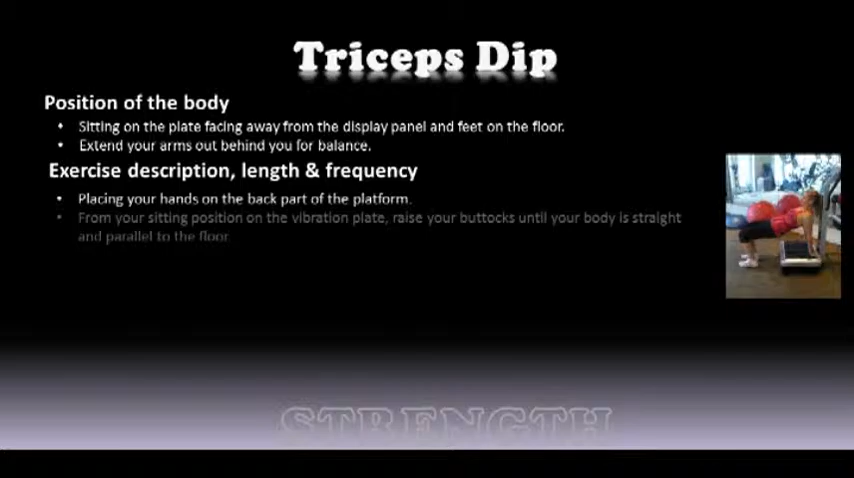 Triceps Dip
Position of the body
• Sitting on the plate facing away from the display panel and feet on the floor.
• Extend your arms out behind you for balance.
Exercise description, length & frequency
• Placing your hands on the back part of the platform.
• From your sitting position on the vibration plate, raise your buttocks until your body is straight
and parallel to the floor.
STRENGTH